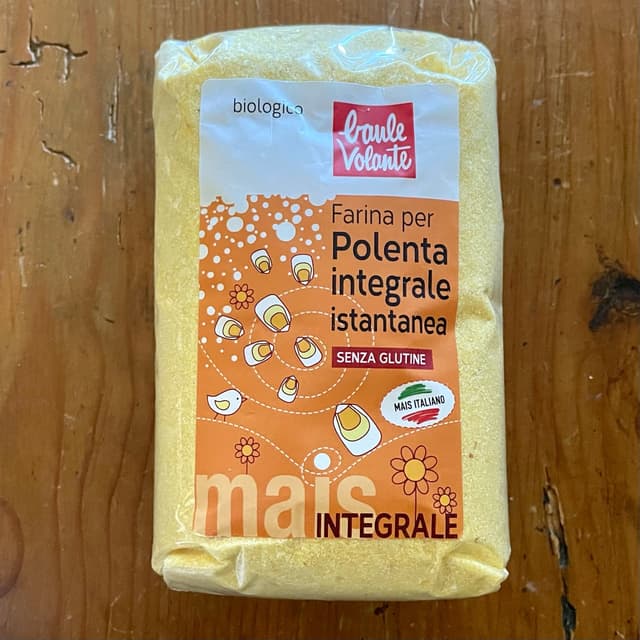 biologico
baule
volante
Farina per
Polenta
integrale
istantanea
SENZA GLUTINE
MAIS ITALIANO
mais
INTEGRALE